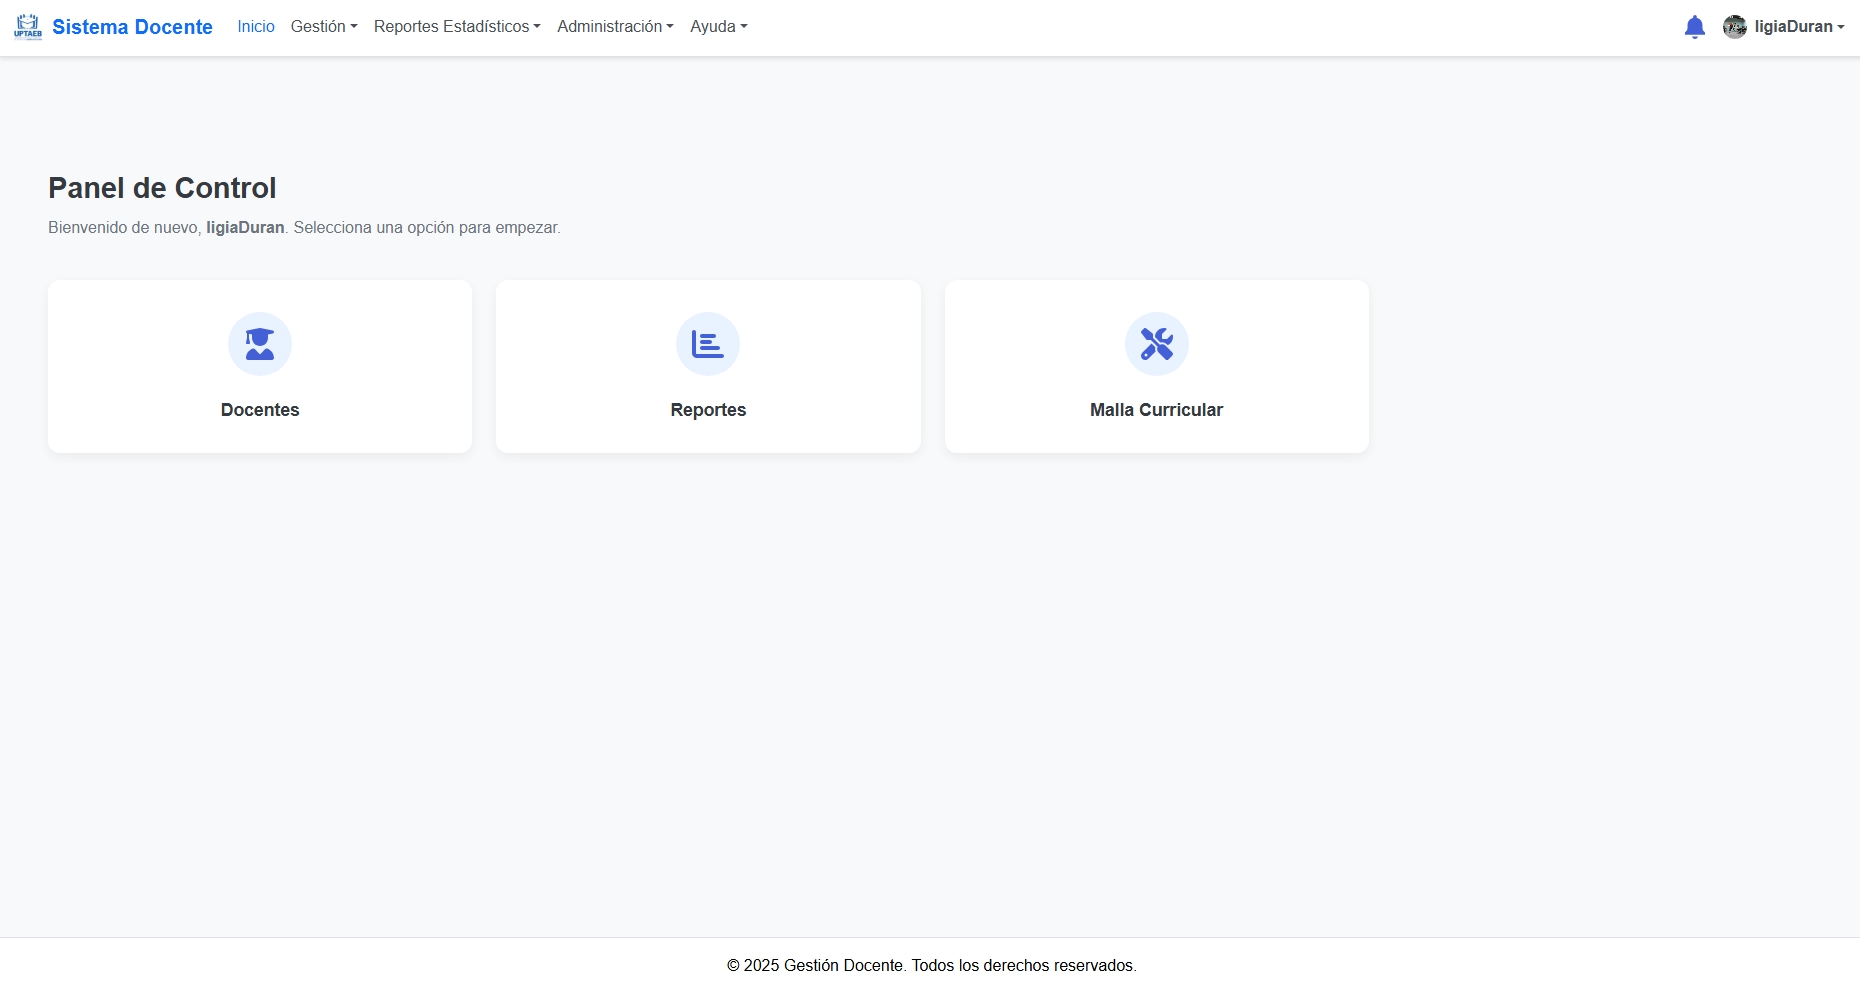 UPTAEB
Sistema Docente
Inicio
Gestión
Reportes Estadísticos
Administración
Ayuda
ligiaDuran
Panel de Control
Bienvenido de nuevo, ligiaDuran. Selecciona una opción para empezar.
Docentes
Reportes
Malla Curricular
© 2025 Gestión Docente. Todos los derechos reservados.